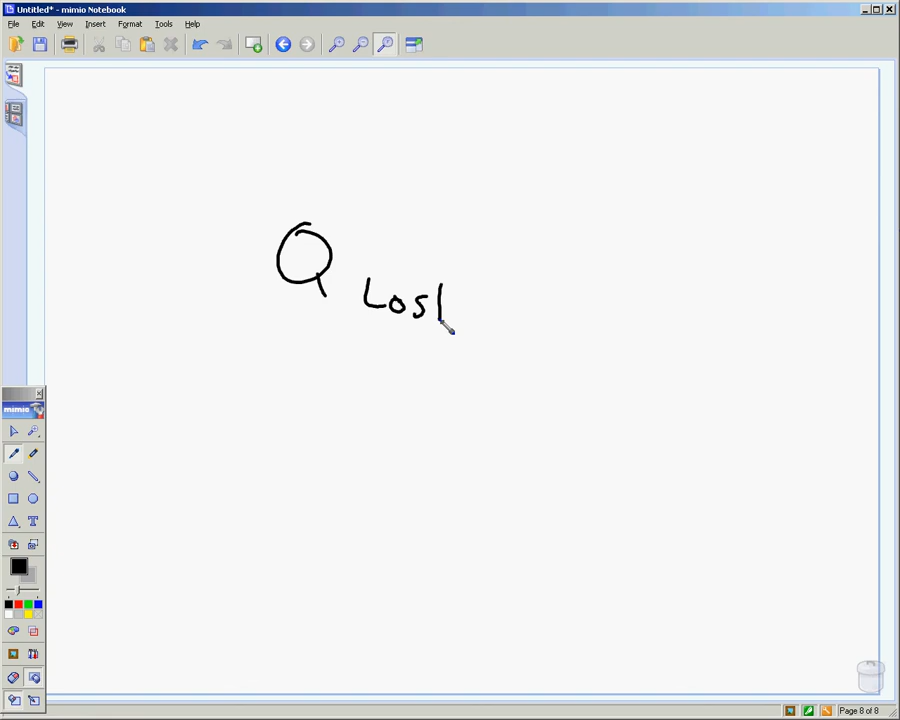 Untitled* - mimio Notebook
File Edit View Insert Format Tools Help
Q
Los
mimio
Page 8 of 8